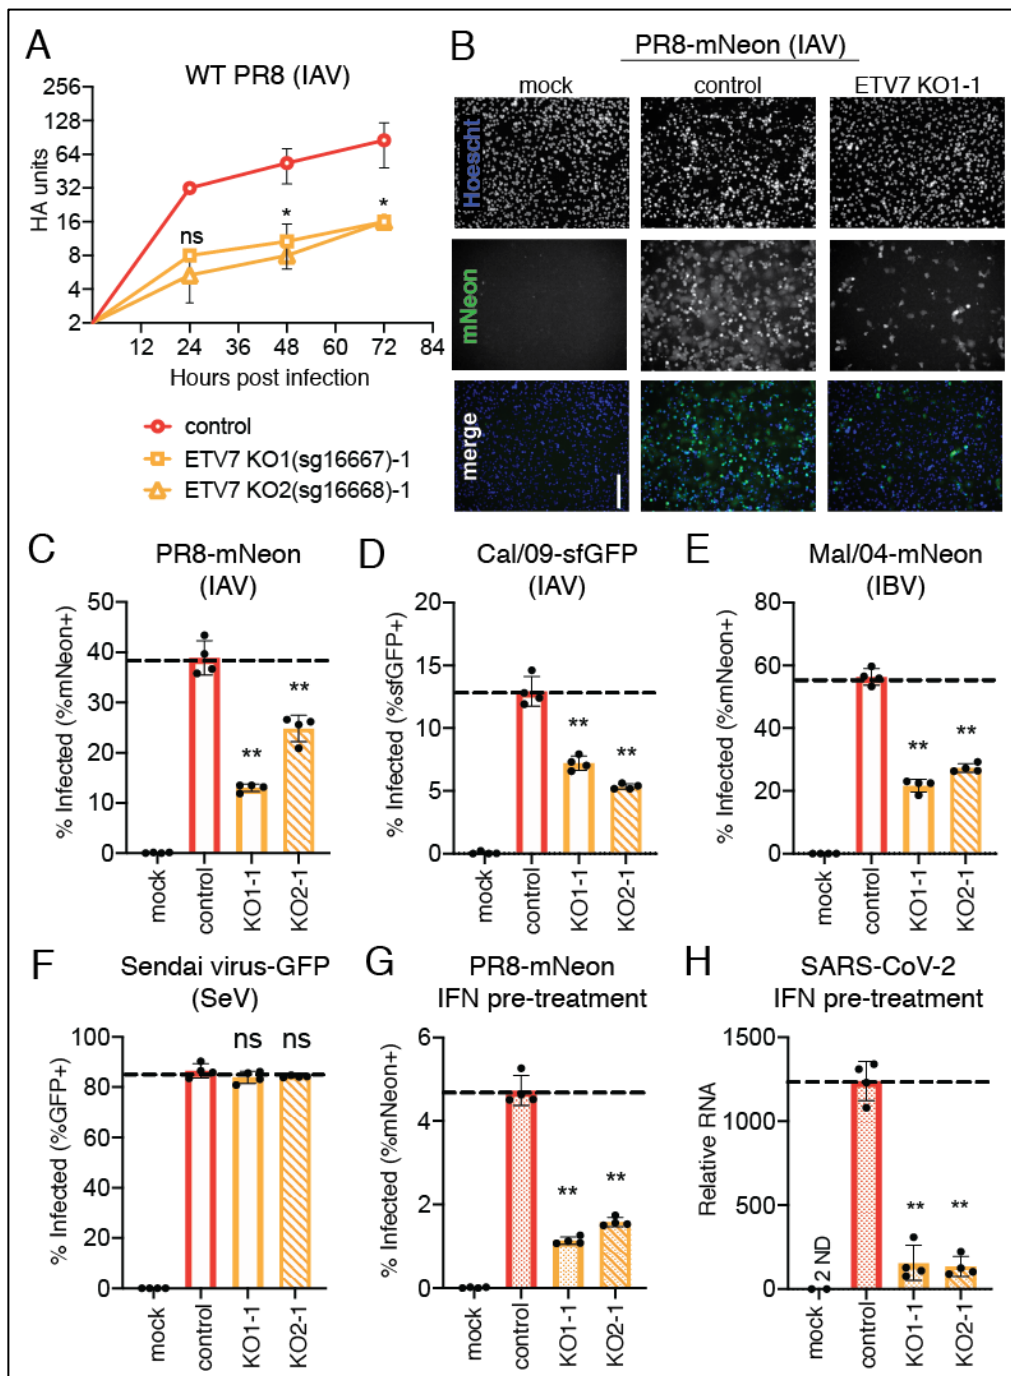 A
WT PR8 (IAV)
HA units
256
128
64
32
16
8
4
2
ns
*
*
12 24 36 48 60 72 84
Hours post infection
control
ETV7 KO1(sg16667)-1
ETV7 KO2(sg16668)-1
B
PR8-mNeon (IAV)
mock control ETV7 KO1-1
Hoescht
mNeon
merge
C
PR8-mNeon
(IAV)
% Infected (%mNeon+)
50
40
30
20
10
0
**
**
mock
control
KO1-1
KO2-1
D
Cal/09-sfGFP
(IAV)
% Infected (%sfGFP+)
20
15
10
5
0
**
**
mock
control
KO1-1
KO2-1
E
Mal/04-mNeon
(IBV)
% Infected (%mNeon+)
80
60
40
20
0
**
**
mock
control
KO1-1
KO2-1
F
Sendai virus-GFP
(SeV)
% Infected (%GFP+)
100
80
60
40
20
0
ns
ns
mock
control
KO1-1
KO2-1
G
PR8-mNeon
IFN pre-treatment
% Infected (%mNeon+)
6
4
2
0
**
**
mock
control
KO1-1
KO2-1
H
SARS-CoV-2
IFN pre-treatment
Relative RNA
1500
1000
500
0
2 ND
**
**
mock
control
KO1-1
KO2-1